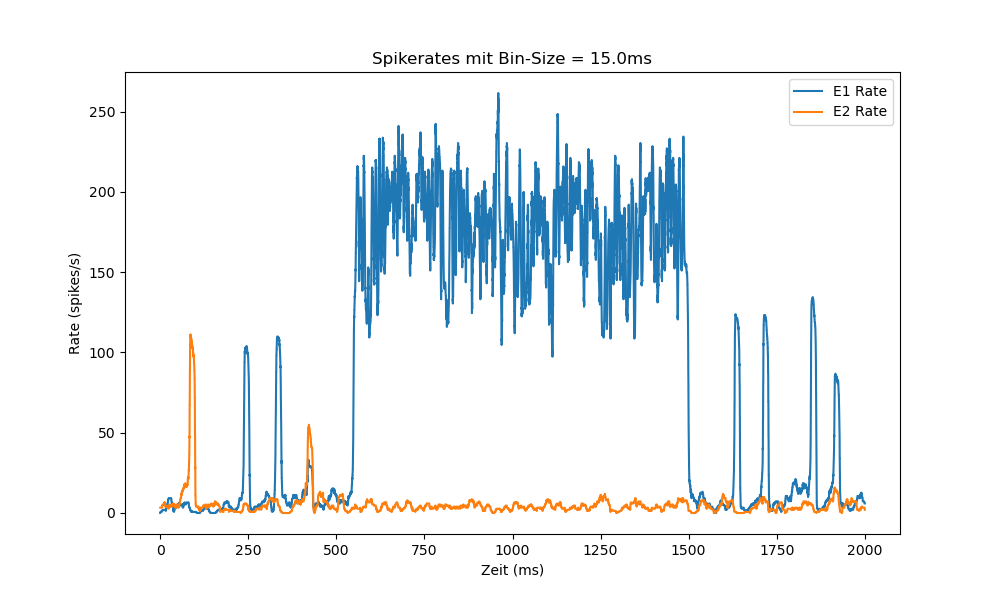 Spikerates mit Bin-Size = 15.0ms
E1 Rate
E2 Rate
250
200
150
100
50
0
Rate (spikes/s)
0 250 500 750 1000 1250 1500 1750 2000
Zeit (ms)